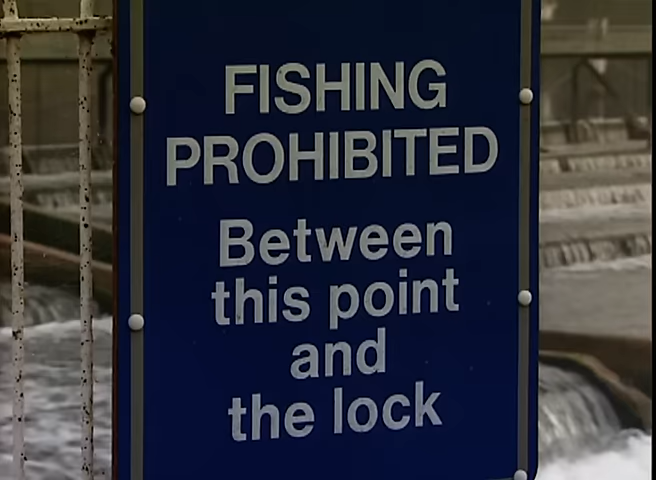 FISHING
PROHIBITED
Between
this point
and
the lock